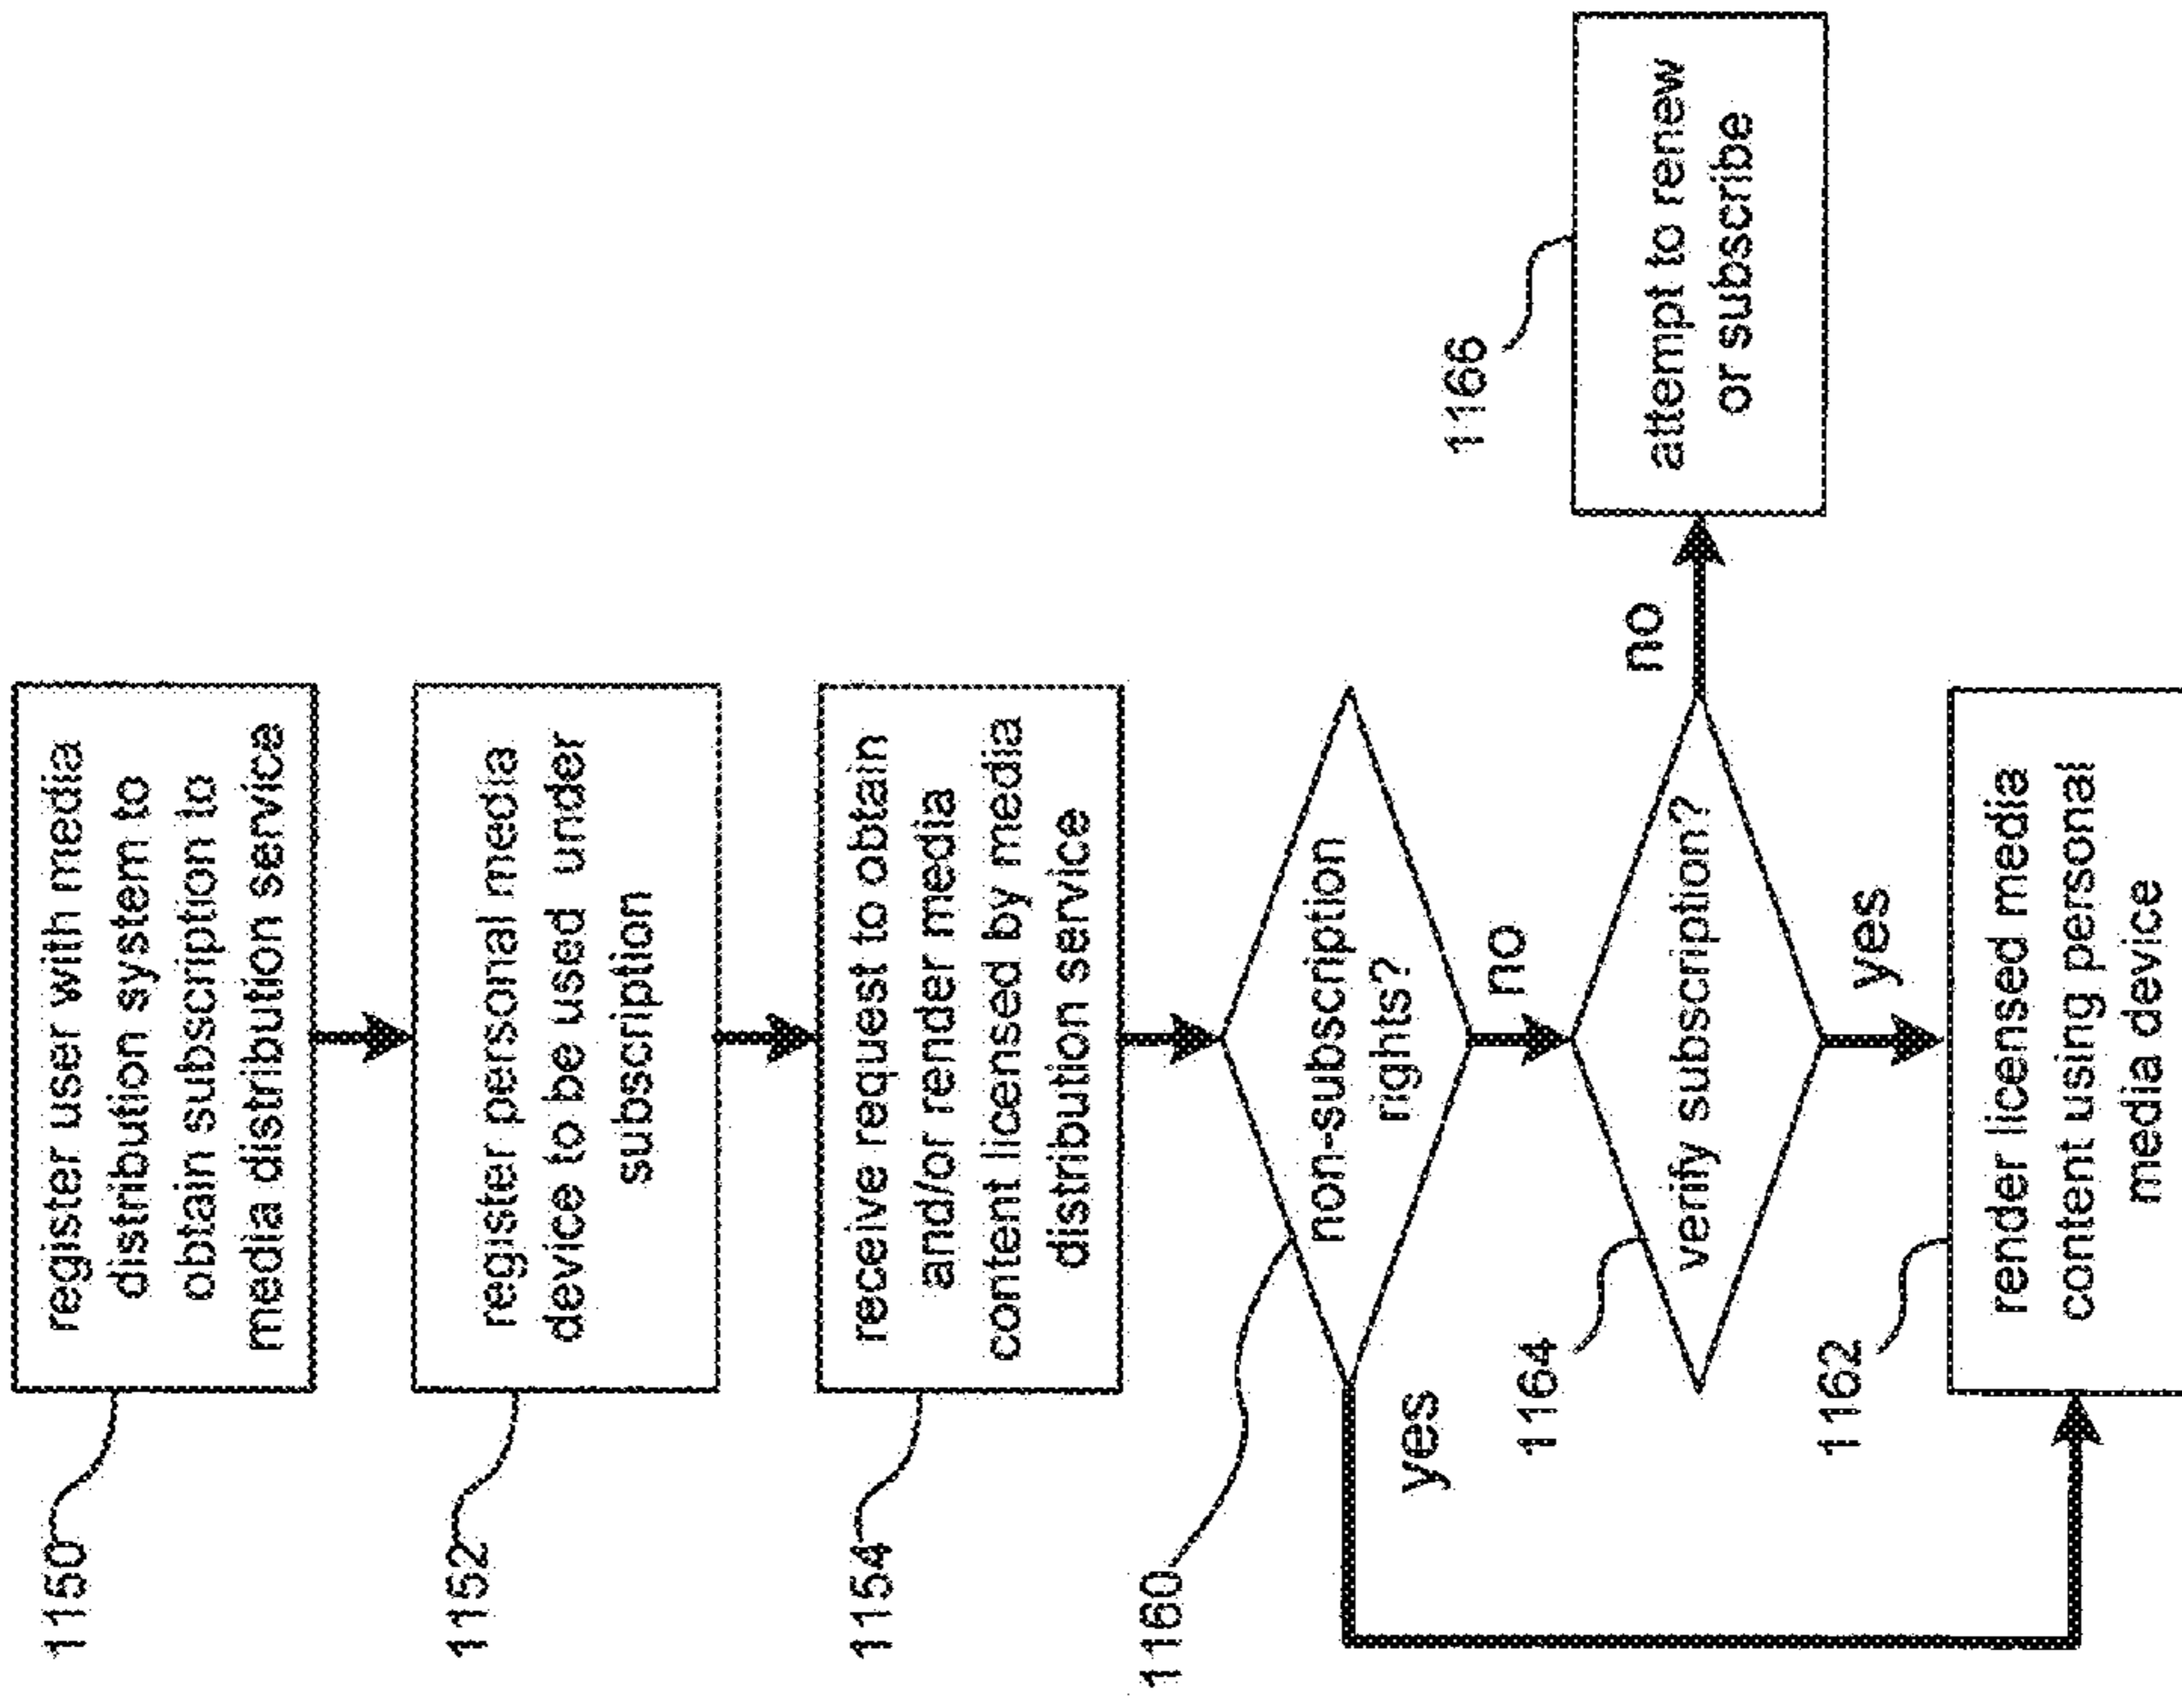 1150
register user with media
distribution system to
obtain subscription to
media distribution service
1152
register personal media
device to be used under
subscription
1154
receive request to obtain
and/or render media
content licensed by media
distribution service
1160
non-subscription
rights?
yes
no
1164
verify subscription?
no
1166
attempt to renew
or subscribe
yes
1162
render licensed media
content using personal
media device